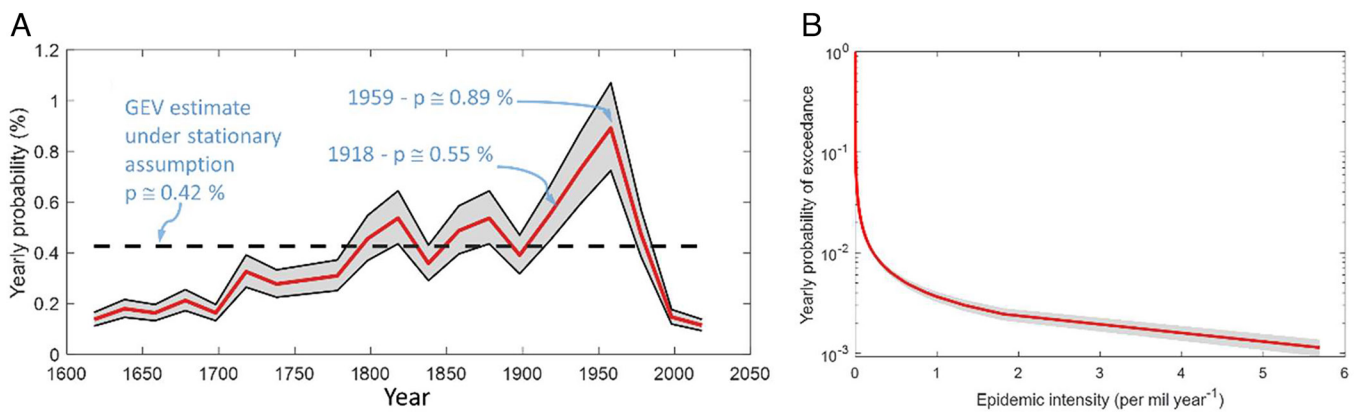 A
Yearly probability (%)
1.2
1
0.8
0.6
0.4
0.2
0
GEV estimate
under stationary
assumption
p ≅ 0.42 %
1959 - p ≅ 0.89 %
1918 - p ≅ 0.55 %
1600 1650 1700 1750 1800 1850 1900 1950 2000 2050
Year
B
Yearly probability of exceedance
10⁰
10⁻¹
10⁻²
10⁻³
0 1 2 3 4 5 6
Epidemic intensity (per mil year⁻¹)